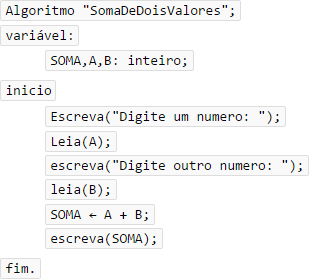 Algoritmo "SomaDeDoisValores";
variável:
SOMA,A,B: inteiro;
inicio
Escreva("Digite um numero: ");
Leia(A);
escreva("Digite outro numero: ");
leia(B);
SOMA ← A + B;
escreva(SOMA);
fim.